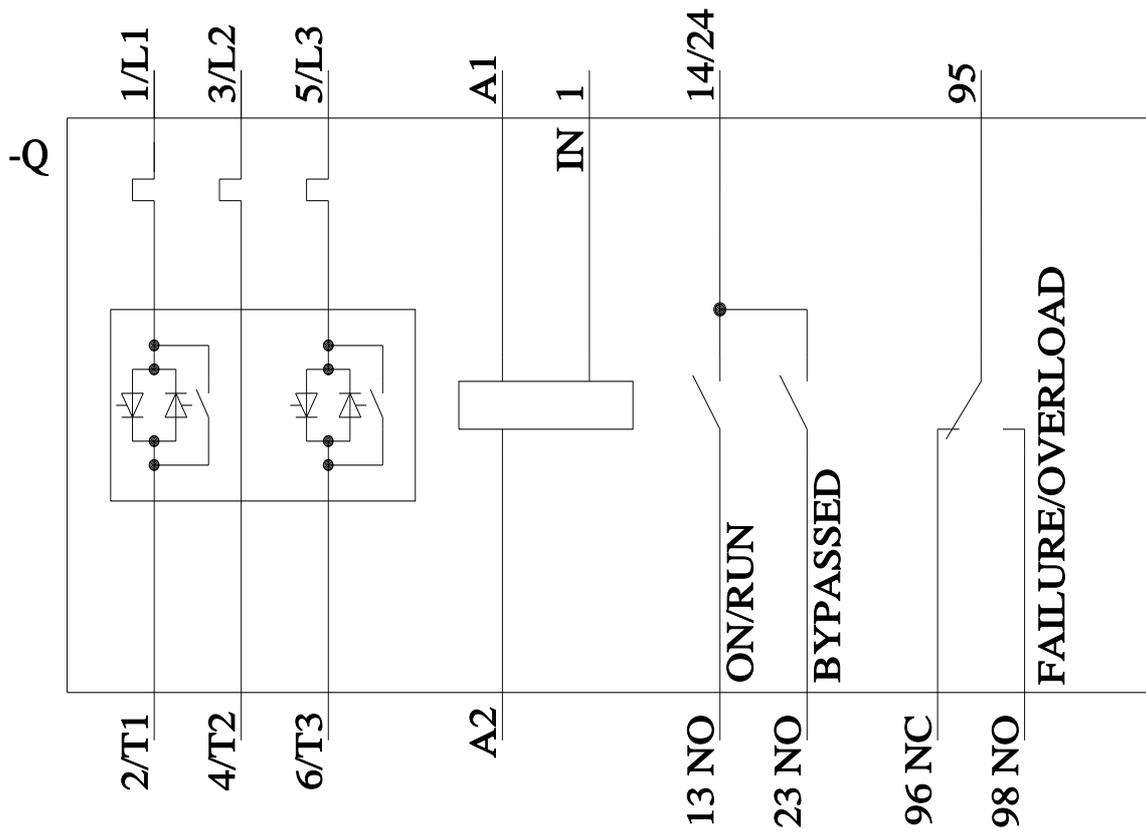 -Q
1/L1
3/L2
5/L3
A1
IN 1
14/24
95
ON/RUN
BYPASSED
FAILURE/OVERLOAD
2/T1
4/T2
6/T3
A2
13 NO
23 NO
96 NC
98 NO